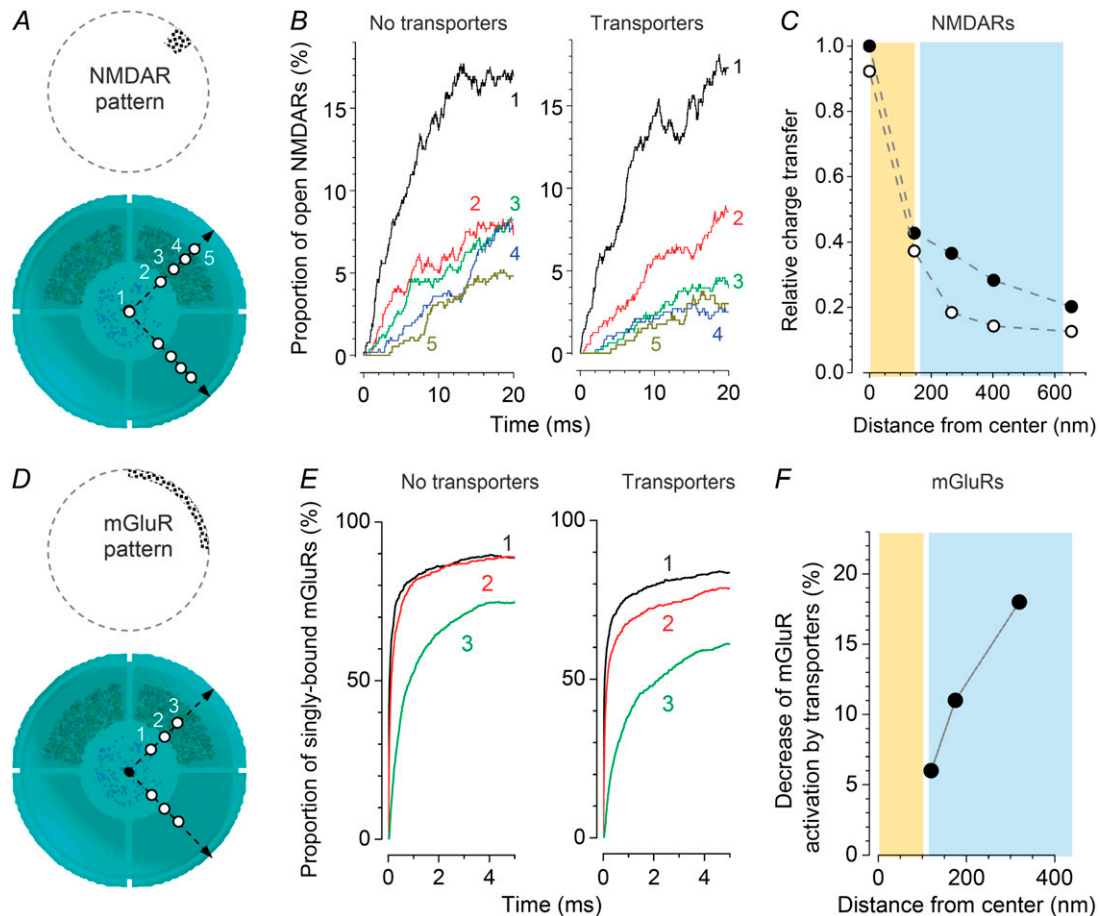 A
NMDAR
pattern
1
2
3
4
5
B
No transporters
Transporters
Proportion of open NMDARs (%)
15
10
5
0
1
2
3
4
5
0 5 10 15 20
15
10
5
0
1
2
3
4
5
0 5 10 15 20
Time (ms)
C
NMDARs
Relative charge transfer
1.0
0.8
0.6
0.4
0.2
0.0
0 200 400 600
Distance from center (nm)
D
mGluR
pattern
1
2
3
E
No transporters
Transporters
Proportion of singly-bound mGluRs (%)
100
50
0
1
2
3
0 2 4
100
50
0
1
2
3
0 2 4
Time (ms)
F
mGluRs
Decrease of mGluR
activation by transporters (%)
20
15
10
5
0
0 200 400
Distance from center (nm)